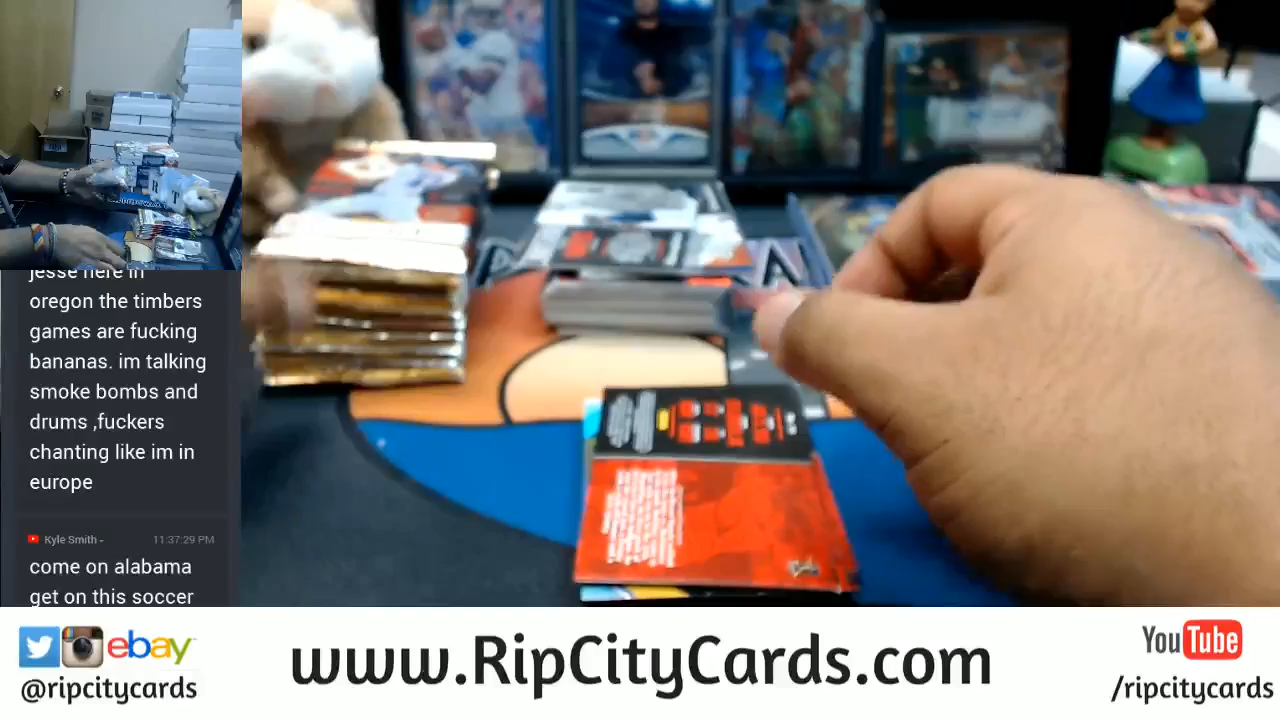 jesse here in
oregon the timbers
games are fucking
bananas. im talking
smoke bombs and
drums ,fuckers
chanting like im in
europe
Kyle Smith - 11:37:29 PM
come on alabama
get on this soccer
ebay
@ripcitycards
www.RipCityCards.com
YouTube
/ripcitycards